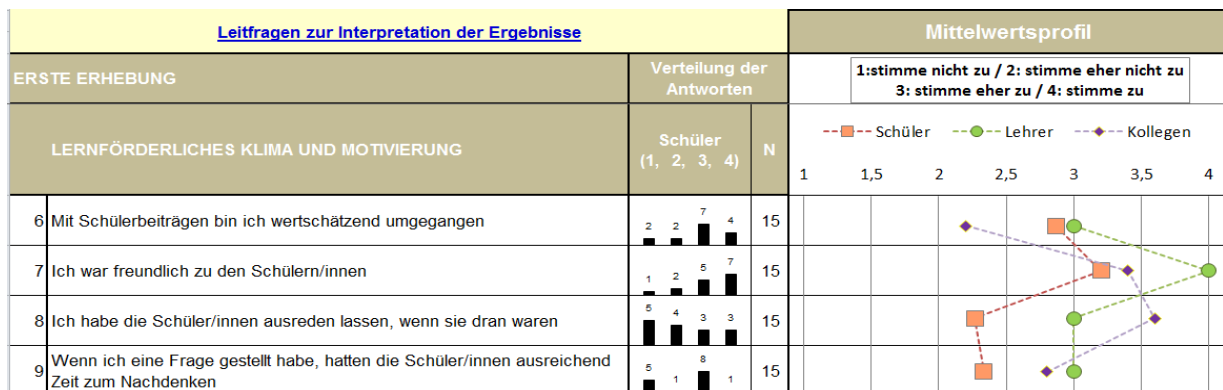 Leitfragen zur Interpretation der Ergebnisse
Mittelwertsprofil
ERSTE ERHEBUNG
Verteilung der
Antworten
1:stimme nicht zu / 2: stimme eher nicht zu
3: stimme eher zu / 4: stimme zu
LERNFÖRDERLICHES KLIMA UND MOTIVIERUNG
Schüler
(1, 2, 3, 4)
N
Schüler Lehrer Kollegen
1 1,5 2 2,5 3 3,5 4
6 Mit Schülerbeiträgen bin ich wertschätzend umgegangen
2 2 7 4
15
7 Ich war freundlich zu den Schülern/innen
1 2 5 7
15
8 Ich habe die Schüler/innen ausreden lassen, wenn sie dran waren
5 4 3 3
15
9 Wenn ich eine Frage gestellt habe, hatten die Schüler/innen ausreichend
Zeit zum Nachdenken
5 1 8 1
15